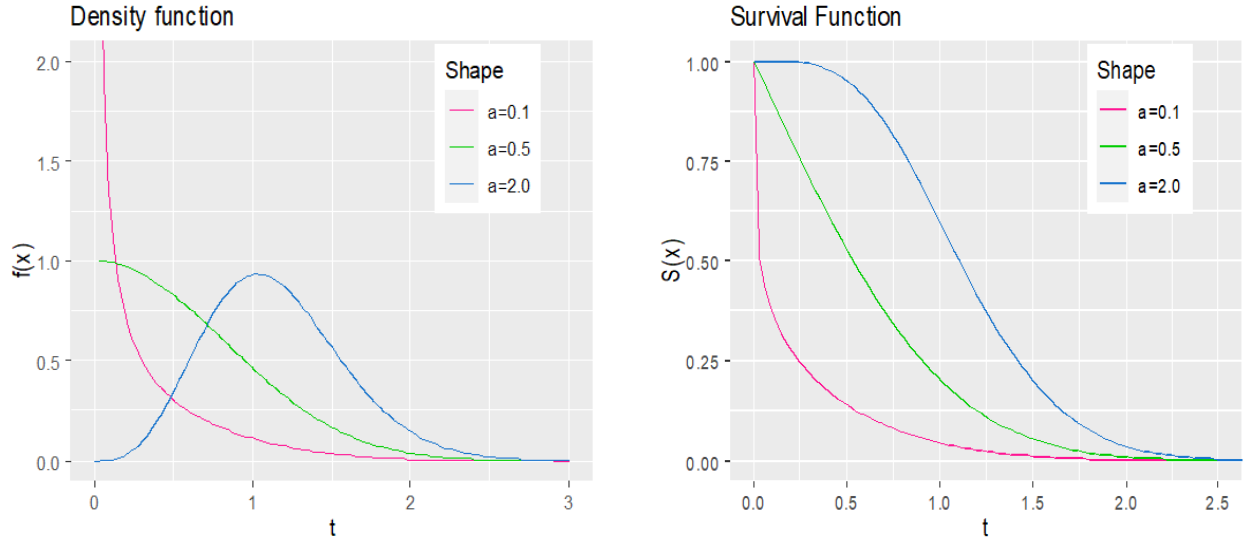 Density function
f(x)
2.0
1.5
1.0
0.5
0.0
0
1
2
3
t
Shape
a=0.1
a=0.5
a=2.0
Survival Function
S(x)
1.00
0.75
0.50
0.25
0.00
0.0
0.5
1.0
1.5
2.0
2.5
t
Shape
a=0.1
a=0.5
a=2.0